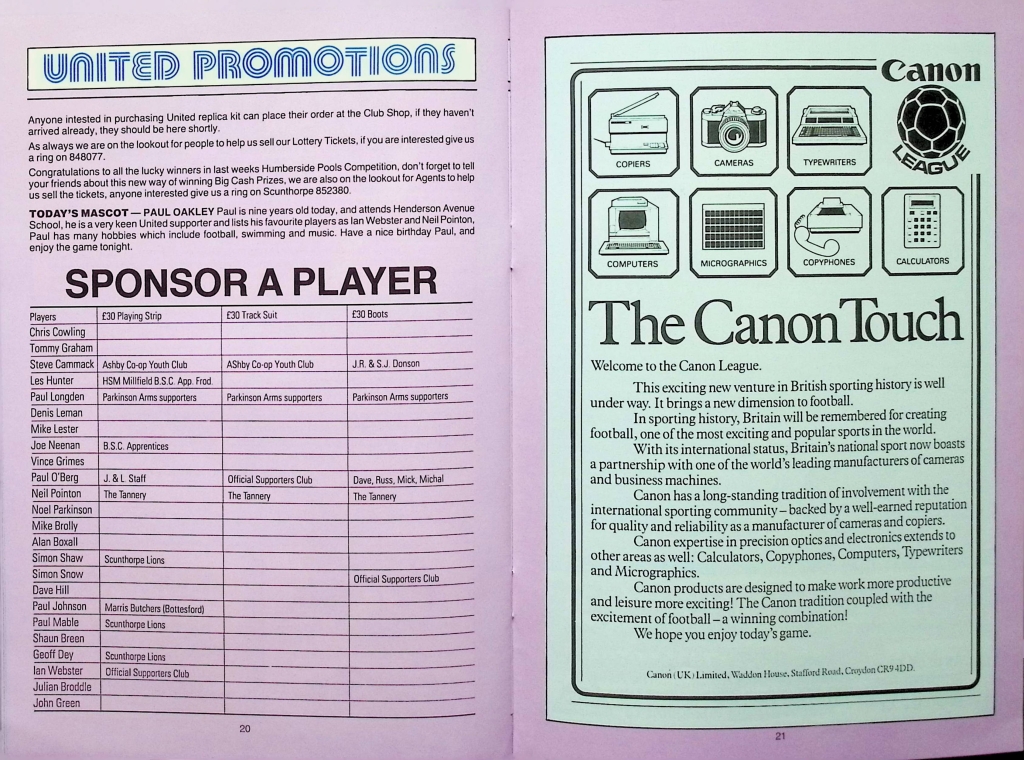 UNITED PROMOTIONS
Anyone intested in purchasing United replica kit can place their order at the Club Shop, if they haven't
arrived already, they should be here shortly.
As always we are on the lookout for people to help us sell our Lottery Tickets, if you are interested give us
a ring on 848077.
Congratulations to all the lucky winners in last weeks Humberside Pools Competition, don't forget to tell
your friends about this new way of winning Big Cash Prizes, we are also on the lookout for Agents to help
us sell the tickets, anyone interested give us a ring on Scunthorpe 852380.
TODAY'S MASCOT — PAUL OAKLEY Paul is nine years old today, and attends Henderson Avenue
School, he is a very keen United supporter and lists his favourite players as Ian Webster and Neil Pointon,
Paul has many hobbies which include football, swimming and music. Have a nice birthday Paul, and
enjoy the game tonight.
SPONSOR A PLAYER
Players £30 Playing Strip £30 Track Suit £30 Boots
Chris Cowling
Tommy Graham
Steve Cammack Ashby Co-op Youth Club AShby Co-op Youth Club J.R. & S.J. Donson
Les Hunter HSM Millfield B.S.C. App. Frod.
Paul Longden Parkinson Arms supporters Parkinson Arms supporters Parkinson Arms supporters
Denis Leman
Mike Lester
Joe Neenan B.S.C. Apprentices
Vince Grimes
Paul O'Berg J. & L. Staff Official Supporters Club Dave, Russ, Mick, Michal
Neil Pointon The Tannery The Tannery The Tannery
Noel Parkinson
Mike Brolly
Alan Boxall
Simon Shaw Scunthorpe Lions
Simon Snow Official Supporters Club
Dave Hill
Paul Johnson Marris Butchers (Bottesford)
Paul Mable Scunthorpe Lions
Shaun Breen
Geoff Dey Scunthorpe Lions
Ian Webster Official Supporters Club
Julian Broddle
John Green
20
Canon
LEAGUE
COPIERS CAMERAS TYPEWRITERS
COMPUTERS MICROGRAPHICS COPYPHONES CALCULATORS
The Canon Touch
Welcome to the Canon League.
This exciting new venture in British sporting history is well
under way. It brings a new dimension to football.
In sporting history, Britain will be remembered for creating
football, one of the most exciting and popular sports in the world.
With its international status, Britain's national sport now boasts
a partnership with one of the world's leading manufacturers of cameras
and business machines.
Canon has a long-standing tradition of involvement with the
international sporting community – backed by a well-earned reputation
for quality and reliability as a manufacturer of cameras and copiers.
Canon expertise in precision optics and electronics extends to
other areas as well: Calculators, Copyphones, Computers, Typewriters
and Micrographics.
Canon products are designed to make work more productive
and leisure more exciting! The Canon tradition coupled with the
excitement of football – a winning combination!
We hope you enjoy today's game.
Canon (UK) Limited, Waddon House, Stafford Road, Croydon CR9 4DD.
21